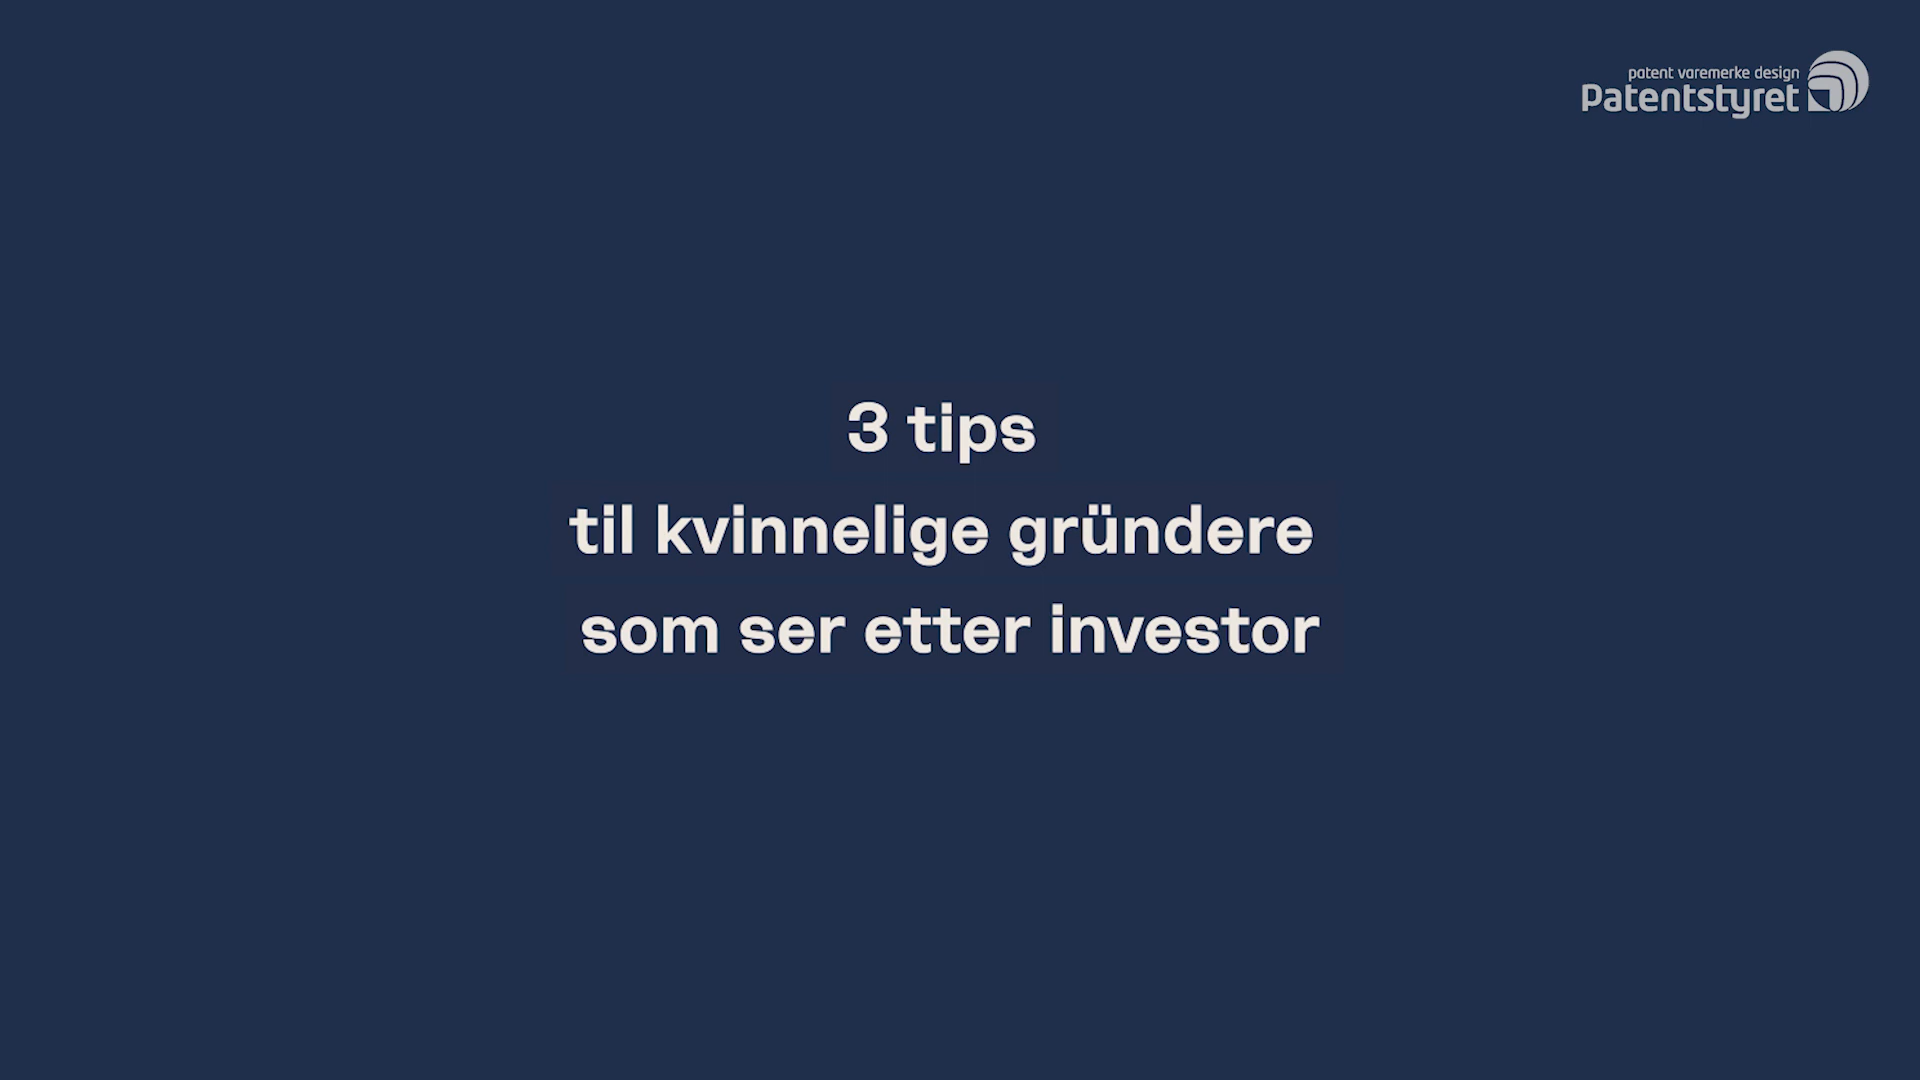 patent varemerke design
Patentstyret
3 tips
til kvinnelige gründere
som ser etter investor